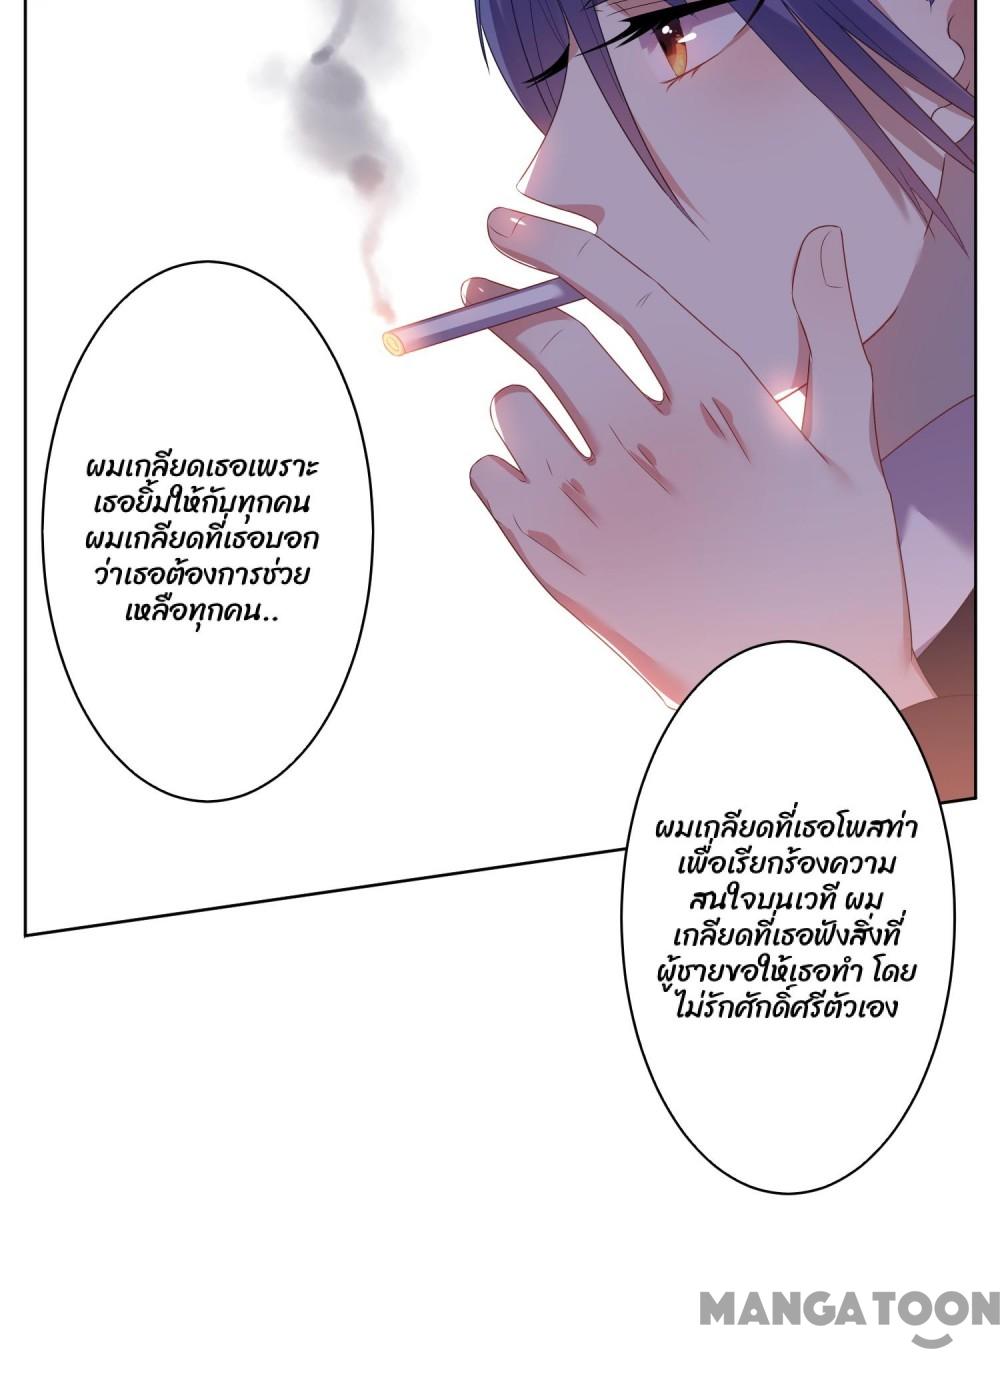 ผมเกลียดเธอเพราะ
เธอยิ้มให้กับทุกคน
ผมเกลียดที่เธอบอก
ว่าเธอต้องการช่วย
เหลือทุกคน..
ผมเกลียดที่เธอโพสท่า
เพื่อเรียกร้องความ
สนใจบนเวที ผม
เกลียดที่เธอฟังสิ่งที่
ผู้ชายขอให้เธอทำ โดย
ไม่รักศักดิ์ศรีตัวเอง
MANGATOON